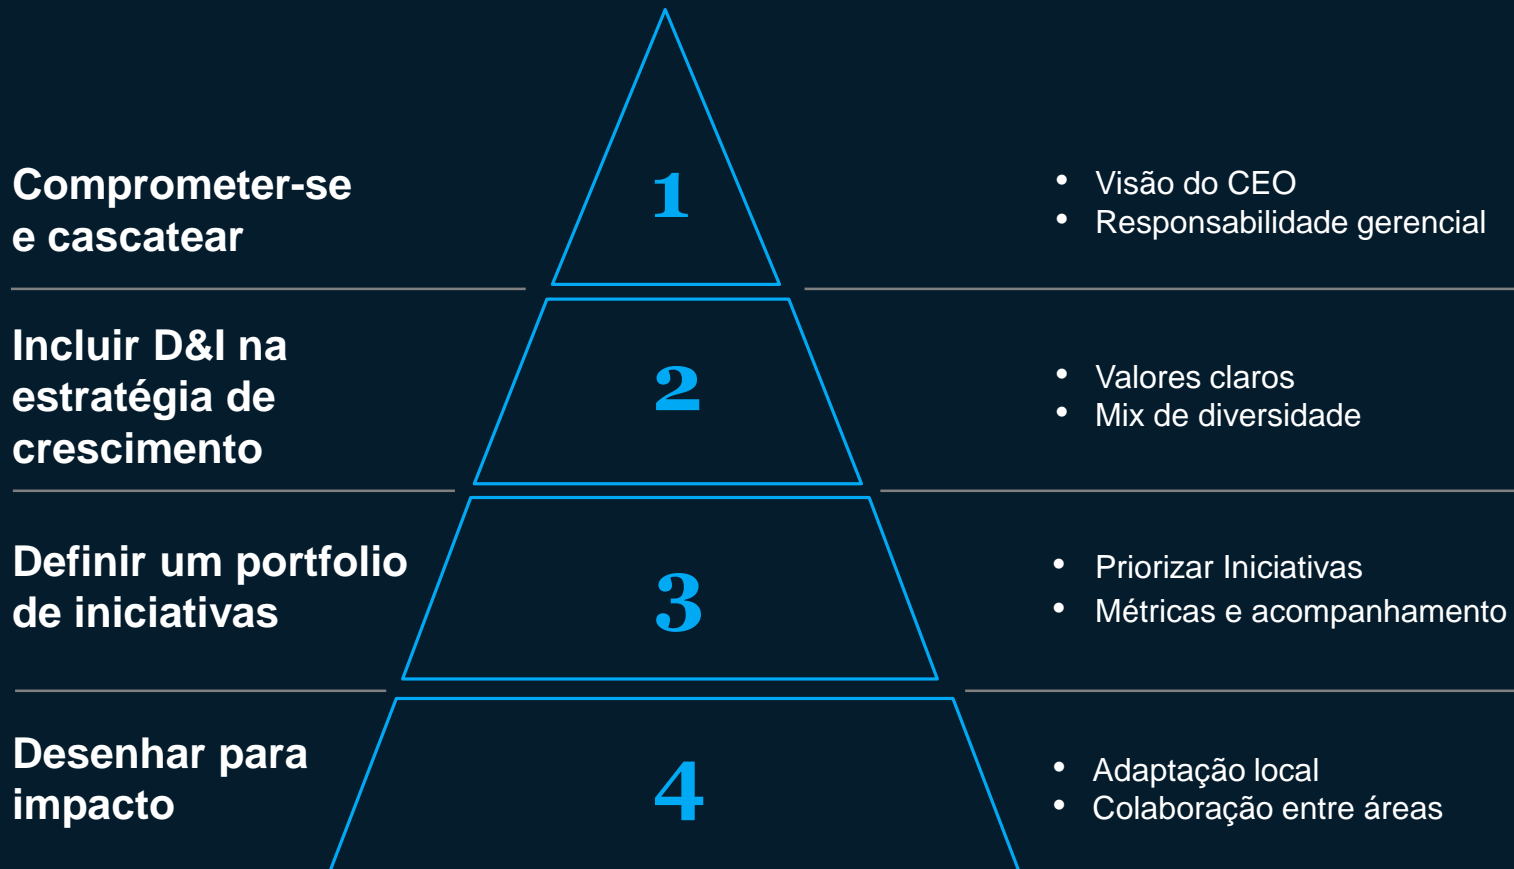 Comprometer-se
e cascatear
1
• Visão do CEO
• Responsabilidade gerencial
Incluir D&I na
estratégia de
crescimento
2
• Valores claros
• Mix de diversidade
Definir um portfolio
de iniciativas
3
• Priorizar Iniciativas
• Métricas e acompanhamento
Desenhar para
impacto
4
• Adaptação local
• Colaboração entre áreas